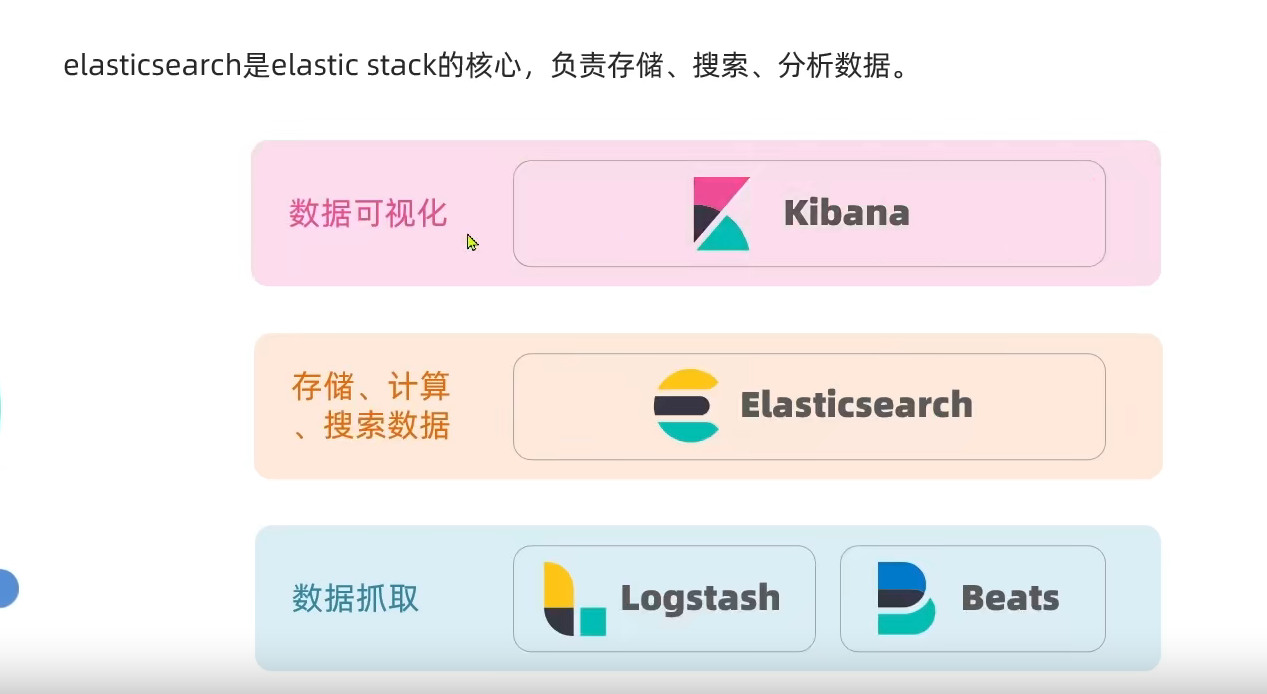 elasticsearch是elastic stack的核心，负责存储、搜索、分析数据。
数据可视化
Kibana
存储、计算
、搜索数据
Elasticsearch
数据抓取
Logstash
Beats